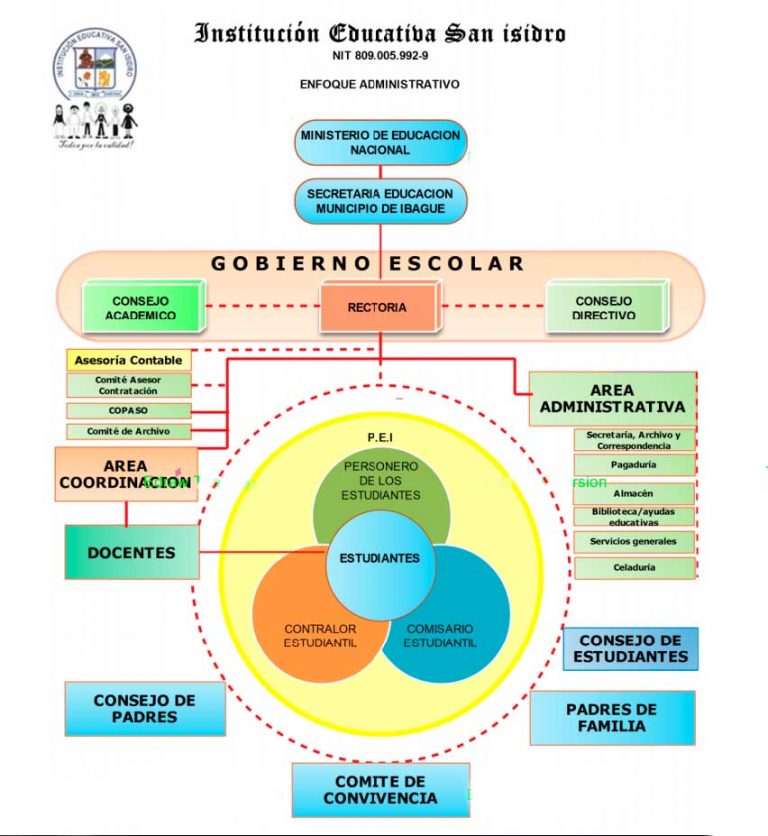 Institución Educativa San isidro
NIT 809.005.992-9
ENFOQUE ADMINISTRATIVO
INSTITUCIÓN EDUCATIVA SAN ISIDRO
Todos por la calidad!
MINISTERIO DE EDUCACION
NACIONAL
SECRETARIA EDUCACION
MUNICIPIO DE IBAGUE
GOBIERNO ESCOLAR
CONSEJO
ACADEMICO
RECTORIA
CONSEJO
DIRECTIVO
Asesoría Contable
Comité Asesor
Contratación
COPASO
Comité de Archivo
AREA
COORDINACION
DOCENTES
AREA
ADMINISTRATIVA
Secretaría, Archivo y
Correspondencia
Pagaduría
Almacén
Biblioteca/ayudas
educativas
Servicios generales
Celaduría
P.E.I
PERSONERO
DE LOS
ESTUDIANTES
ESTUDIANTES
CONTRALOR
ESTUDIANTIL
COMISARIO
ESTUDIANTIL
rsion
CONSEJO DE
ESTUDIANTES
CONSEJO DE
PADRES
PADRES DE
FAMILIA
COMITE DE
CONVIVENCIA